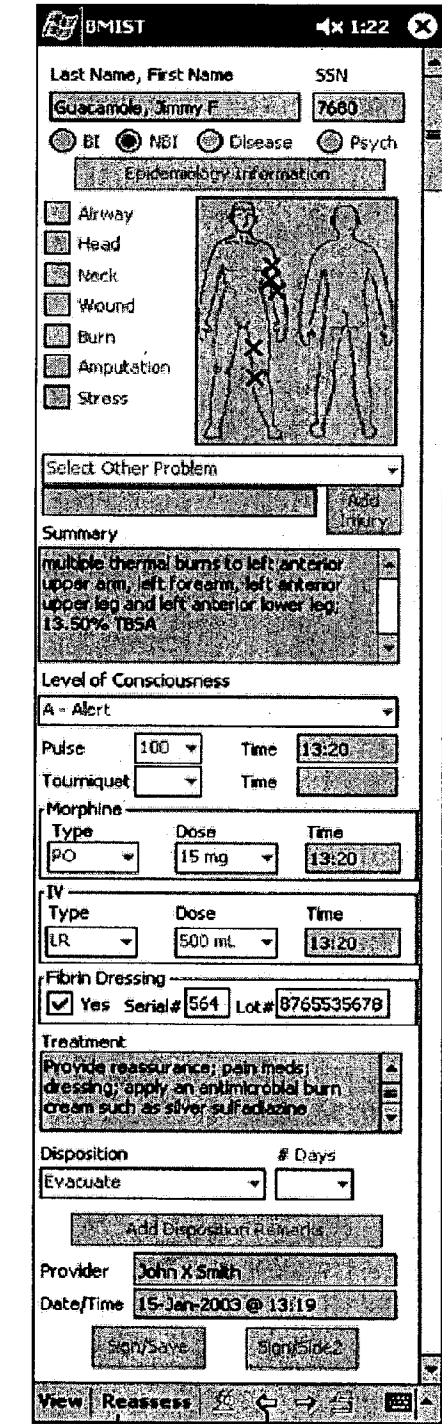 BMIST 1:22
Last Name, First Name SSN
Guacamole, Jimmy F 7680
BI NBI Disease Psych
Epidemiology Information
Airway
Head
Neck
Wound
Burn
Amputation
Stress
Select Other Problem
Add
Injury
Summary
multiple thermal burns to left anterior
upper arm, left forearm, left anterior
upper leg and left anterior lower leg;
13.50% TBSA
Level of Consciousness
A - Alert
Pulse 100 Time 13:20
Tourniquet Time
Morphine
Type Dose Time
PO 15 mg 13:20
IV
Type Dose Time
LR 500 mL 13:20
Fibrin Dressing
Yes Serial# 564 Lot# 8765535678
Treatment
Provide reassurance; pain meds;
dressing; apply an antimicrobial burn
cream such as silver sulfadiazine
Disposition # Days
Evacuate
Add Disposition Remarks
Provider John X Smith
Date/Time 15-Jan-2003 @ 13:19
Sign/Save Sign/Side2
View Reassess